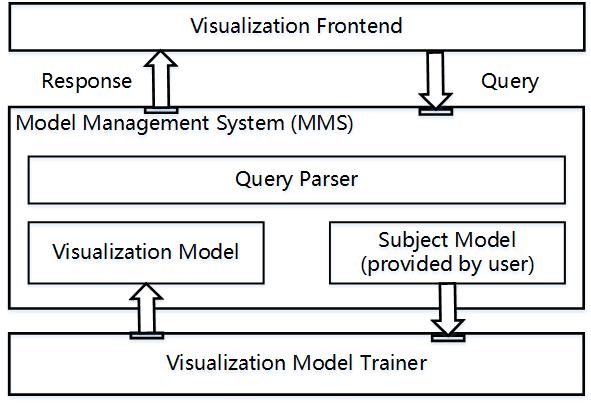 Visualization Frontend
Response
Query
Model Management System (MMS)
Query Parser
Visualization Model
Subject Model
(provided by user)
Visualization Model Trainer